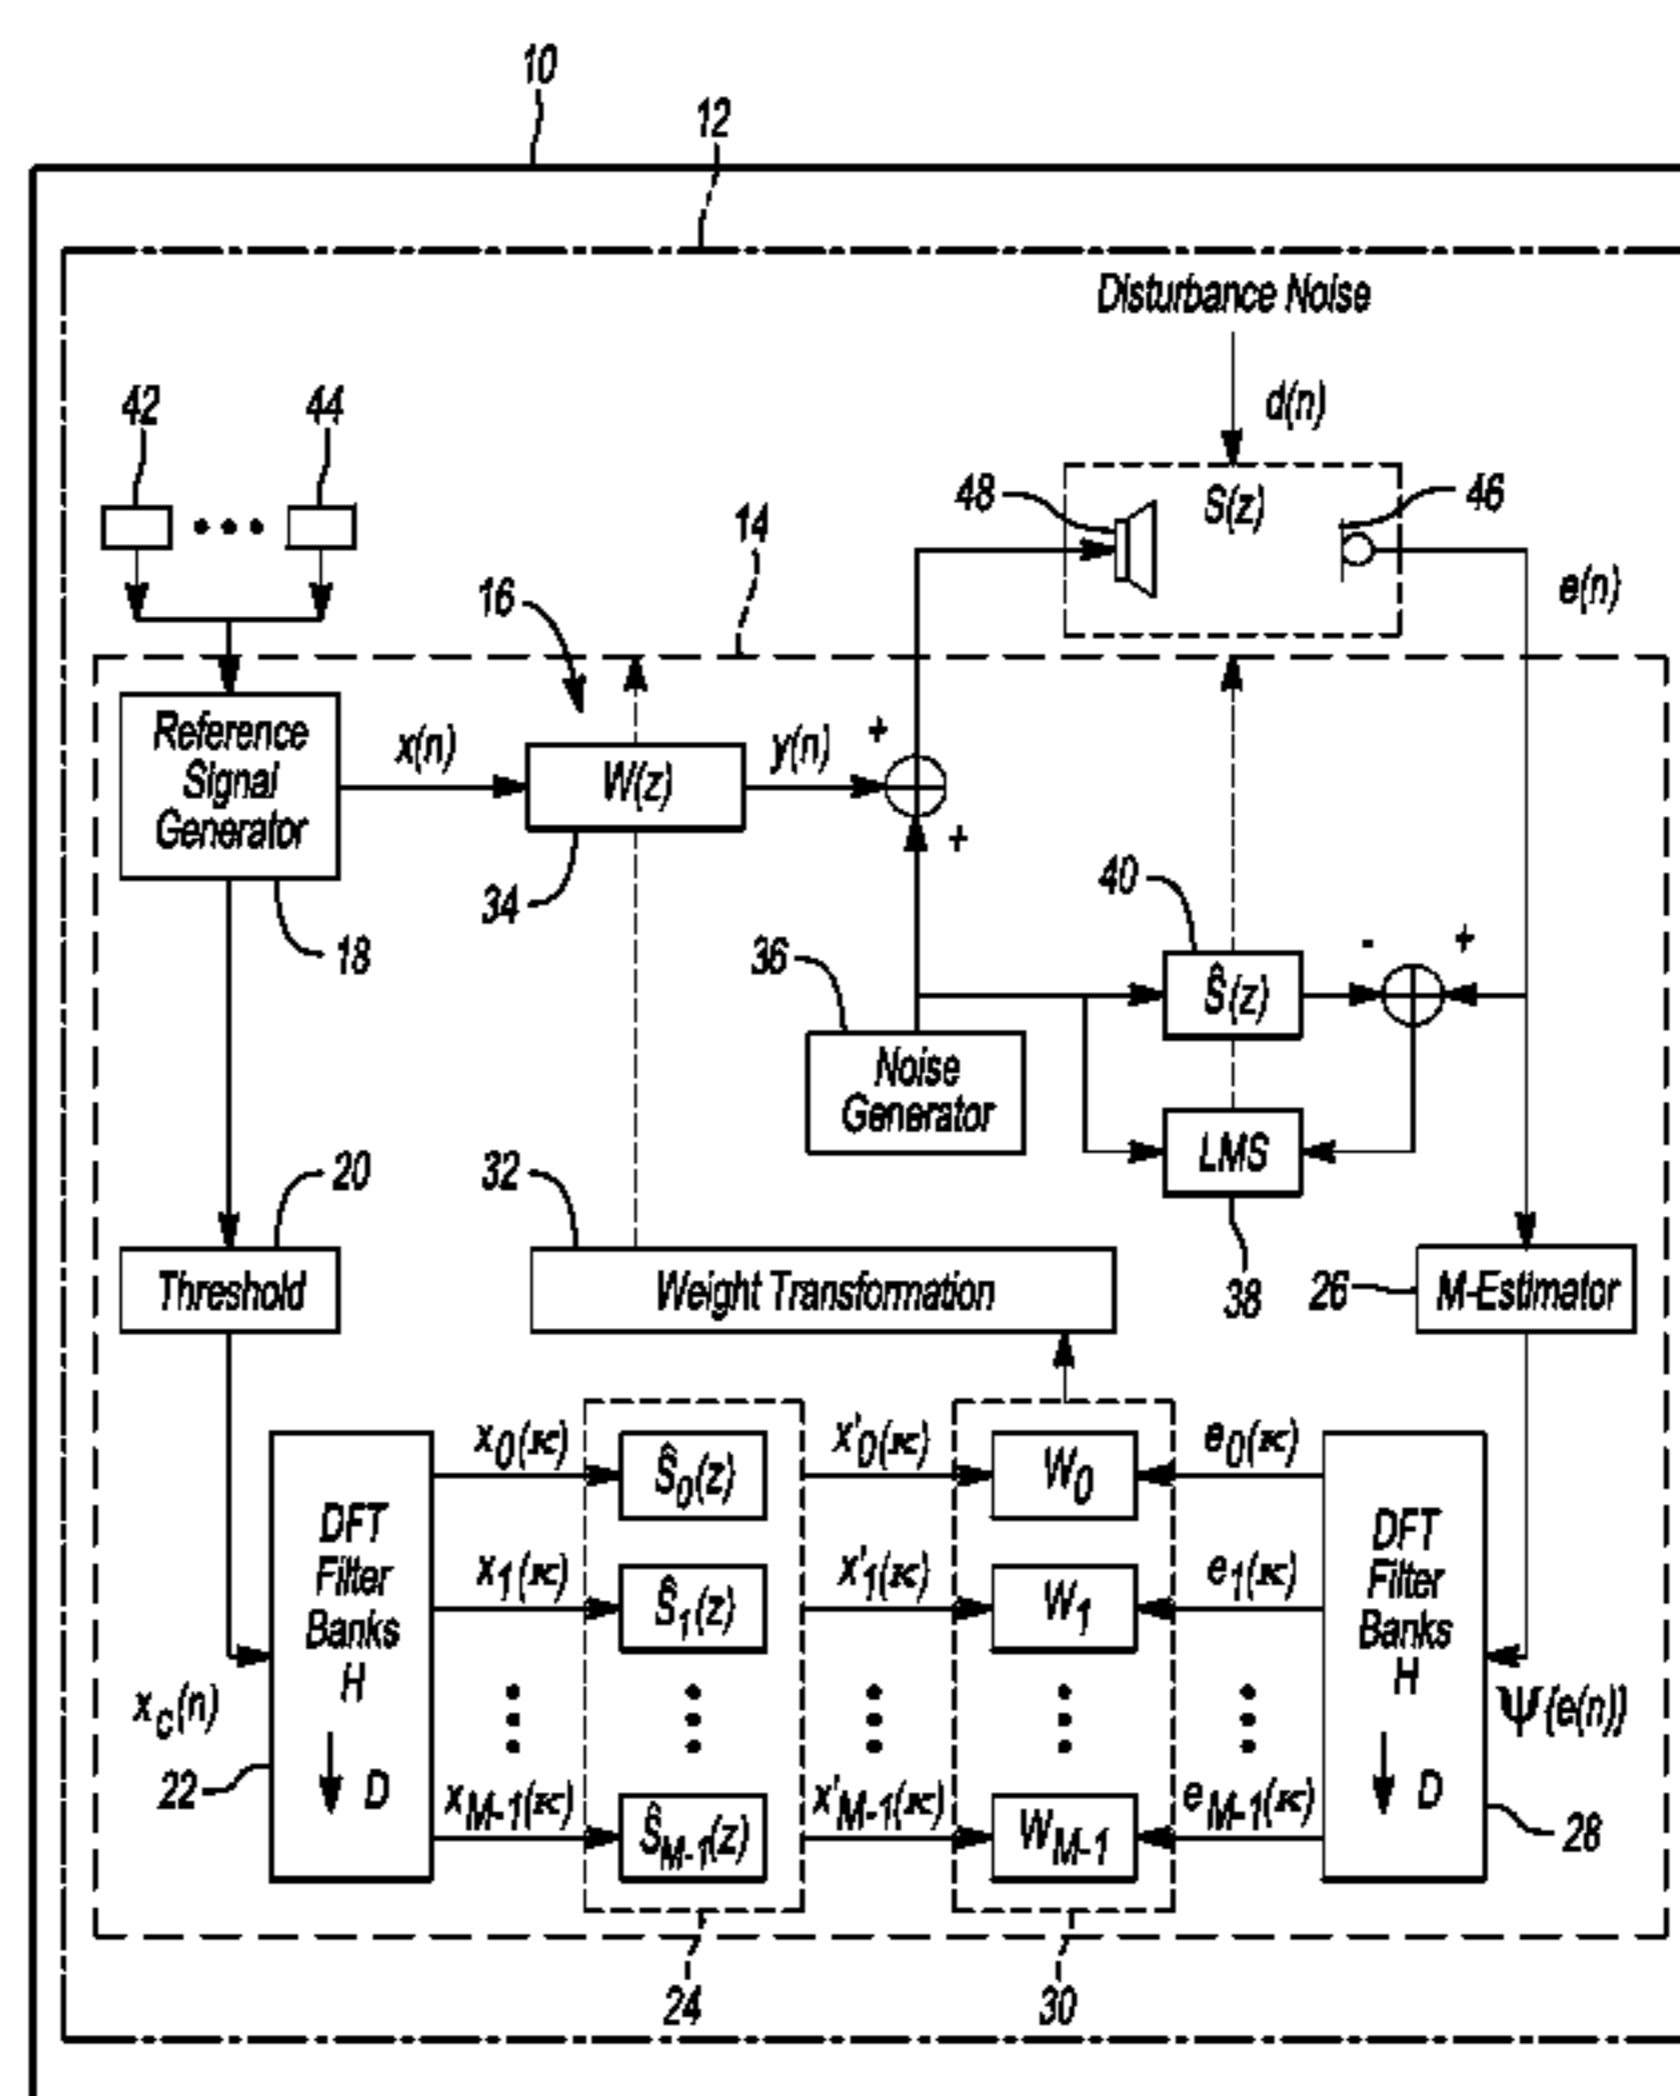 10
12
Disturbance Noise
42
44
d(n)
48
S(z)
46
14
16
e(n)
Reference
Signal
Generator
x(n)
W(z)
y(n)
+
+
34
18
40
36
Ŝ(z)
-
+
Noise
Generator
LMS
20
32
38
Threshold
Weight Transformation
26
M-Estimator
x0(κ)
Ŝ0(z)
x'0(κ)
W0
e0(κ)
DFT
Filter
Banks
H
D
x1(κ)
Ŝ1(z)
x'1(κ)
W1
e1(κ)
DFT
Filter
Banks
H
D
xc(n)
Ψ{e(n)}
22
xM-1(κ)
ŜM-1(z)
x'M-1(κ)
WM-1
eM-1(κ)
28
24
30